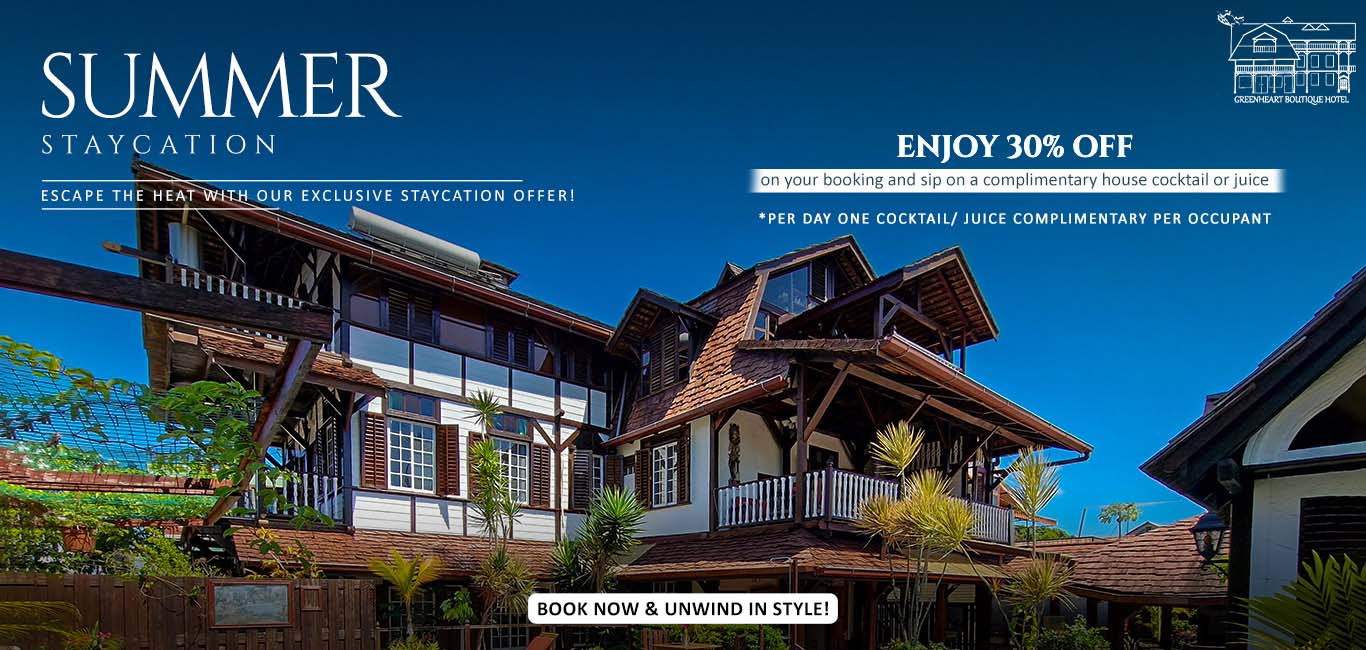 SUMMER
STAYCATION
ESCAPE THE HEAT WITH OUR EXCLUSIVE STAYCATION OFFER!
GREENHEART BOUTIQUE HOTEL
ENJOY 30% OFF
on your booking and sip on a complimentary house cocktail or juice
*PER DAY ONE COCKTAIL/ JUICE COMPLIMENTARY PER OCCUPANT
BOOK NOW & UNWIND IN STYLE!